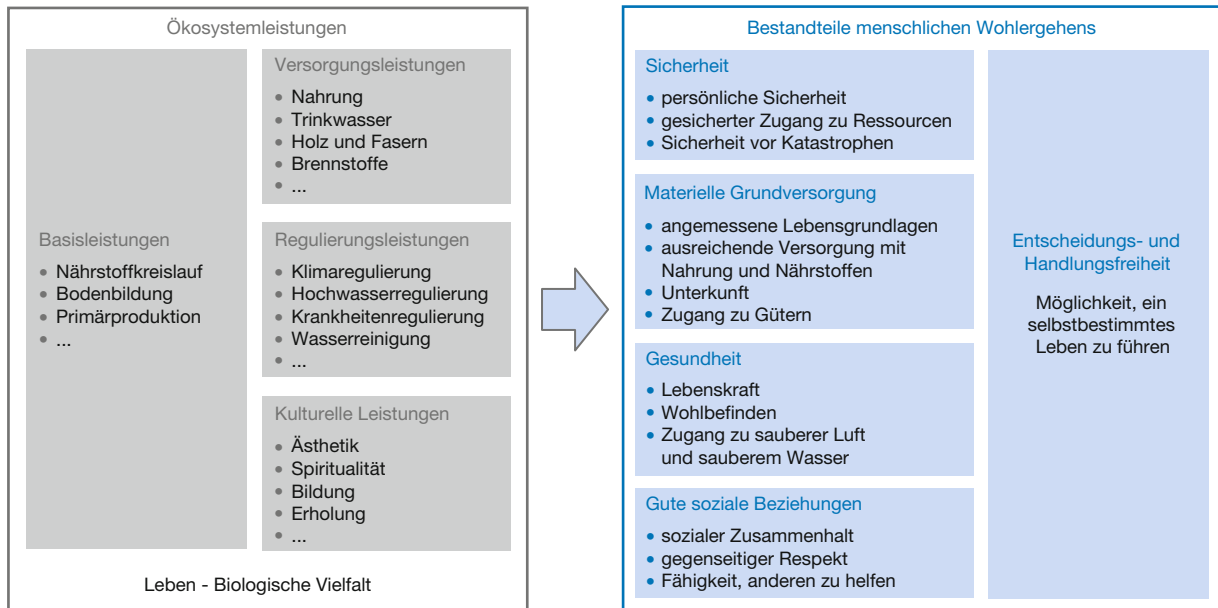 Ökosystemleistungen
Basisleistungen
• Nährstoffkreislauf
• Bodenbildung
• Primärproduktion
• ...
Versorgungsleistungen
• Nahrung
• Trinkwasser
• Holz und Fasern
• Brennstoffe
• ...
Regulierungsleistungen
• Klimaregulierung
• Hochwasserregulierung
• Krankheitenregulierung
• Wasserreinigung
• ...
Kulturelle Leistungen
• Ästhetik
• Spiritualität
• Bildung
• Erholung
• ...
Leben - Biologische Vielfalt
Bestandteile menschlichen Wohlergehens
Sicherheit
• persönliche Sicherheit
• gesicherter Zugang zu Ressourcen
• Sicherheit vor Katastrophen
Materielle Grundversorgung
• angemessene Lebensgrundlagen
• ausreichende Versorgung mit
Nahrung und Nährstoffen
• Unterkunft
• Zugang zu Gütern
Gesundheit
• Lebenskraft
• Wohlbefinden
• Zugang zu sauberer Luft
und sauberem Wasser
Gute soziale Beziehungen
• sozialer Zusammenhalt
• gegenseitiger Respekt
• Fähigkeit, anderen zu helfen
Entscheidungs- und
Handlungsfreiheit
Möglichkeit, ein
selbstbestimmtes
Leben zu führen